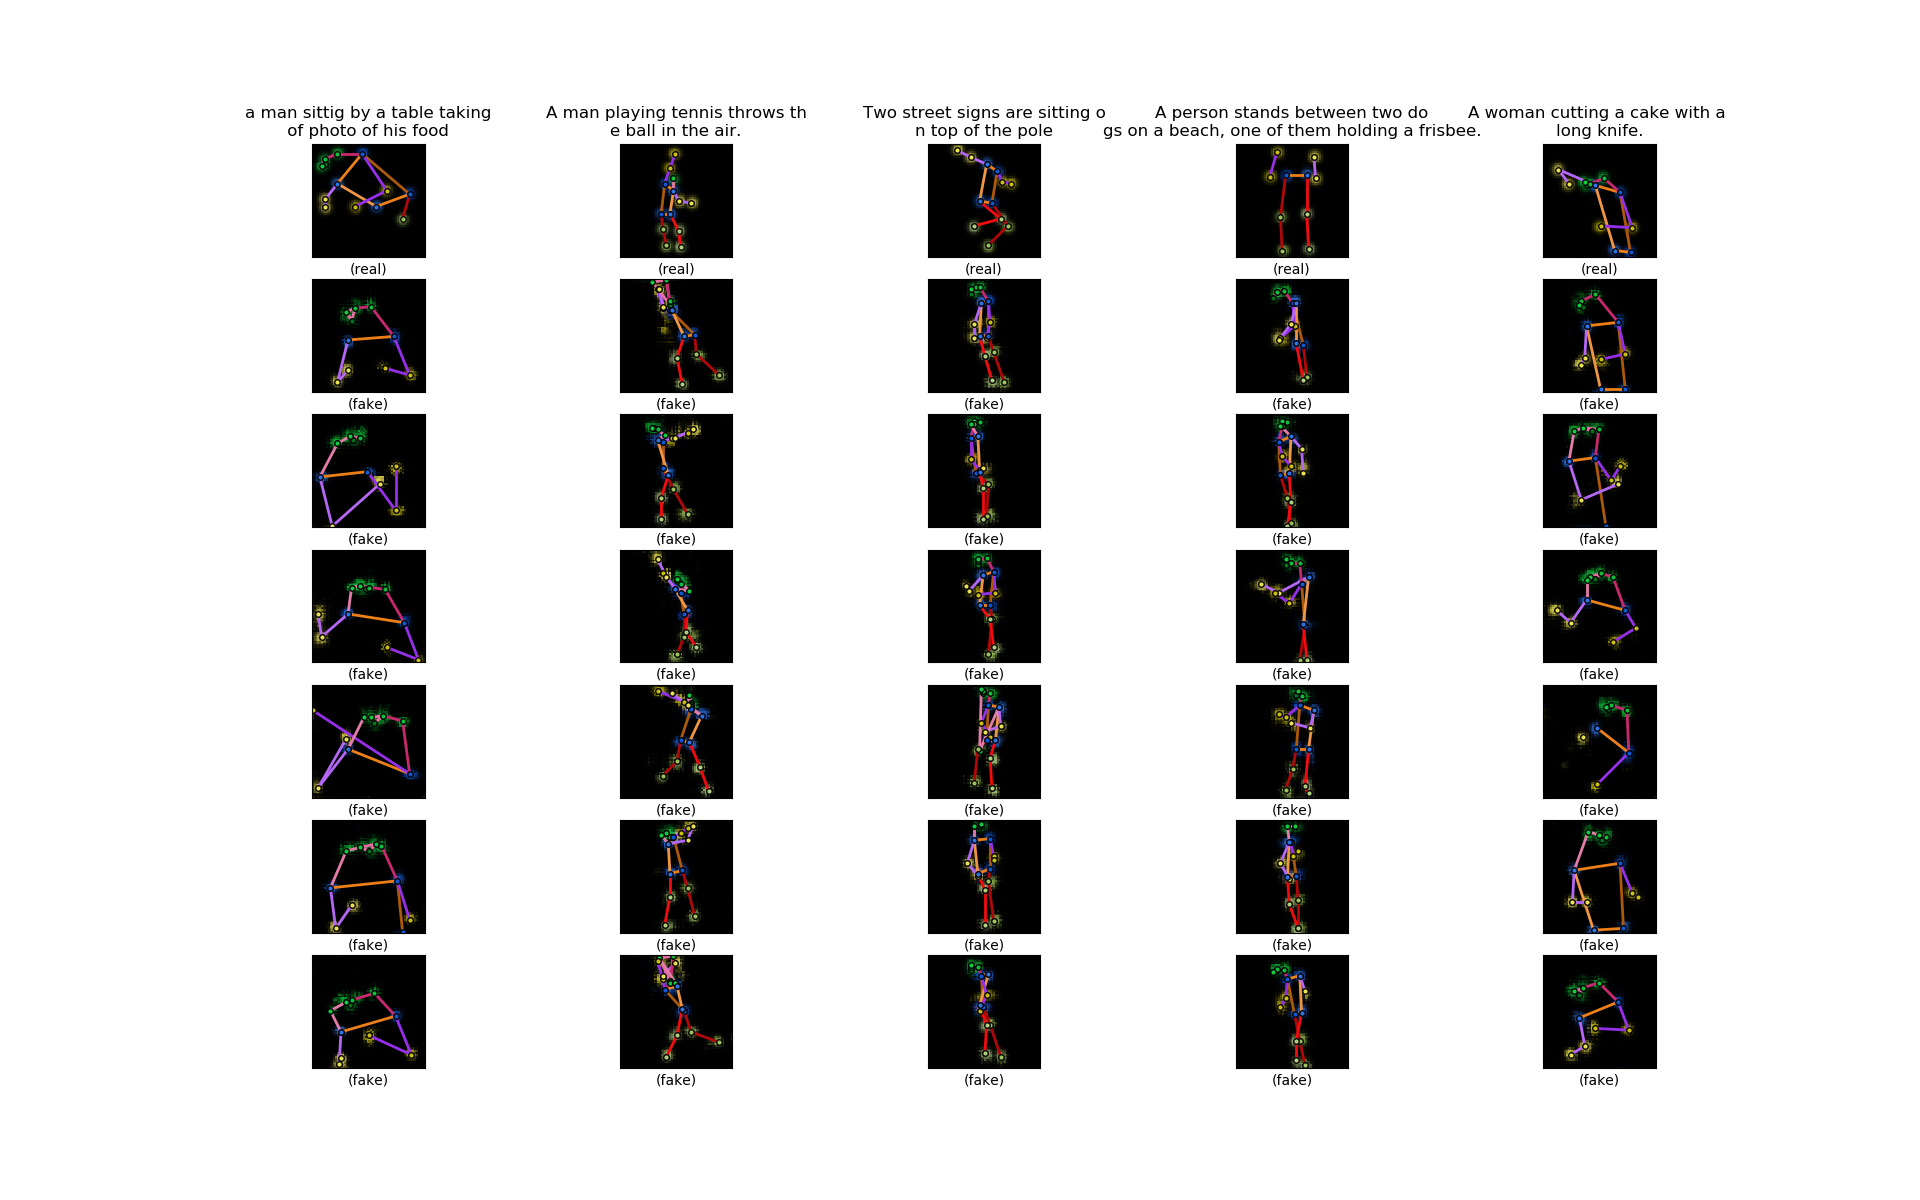 a man sittig by a table taking
of photo of his food
A man playing tennis throws th
e ball in the air.
Two street signs are sitting o
n top of the pole
A person stands between two do
gs on a beach, one of them holding a frisbee.
A woman cutting a cake with a
long knife.
(real) (real) (real) (real) (real)
(fake) (fake) (fake) (fake) (fake)
(fake) (fake) (fake) (fake) (fake)
(fake) (fake) (fake) (fake) (fake)
(fake) (fake) (fake) (fake) (fake)
(fake) (fake) (fake) (fake) (fake)
(fake) (fake) (fake) (fake) (fake)